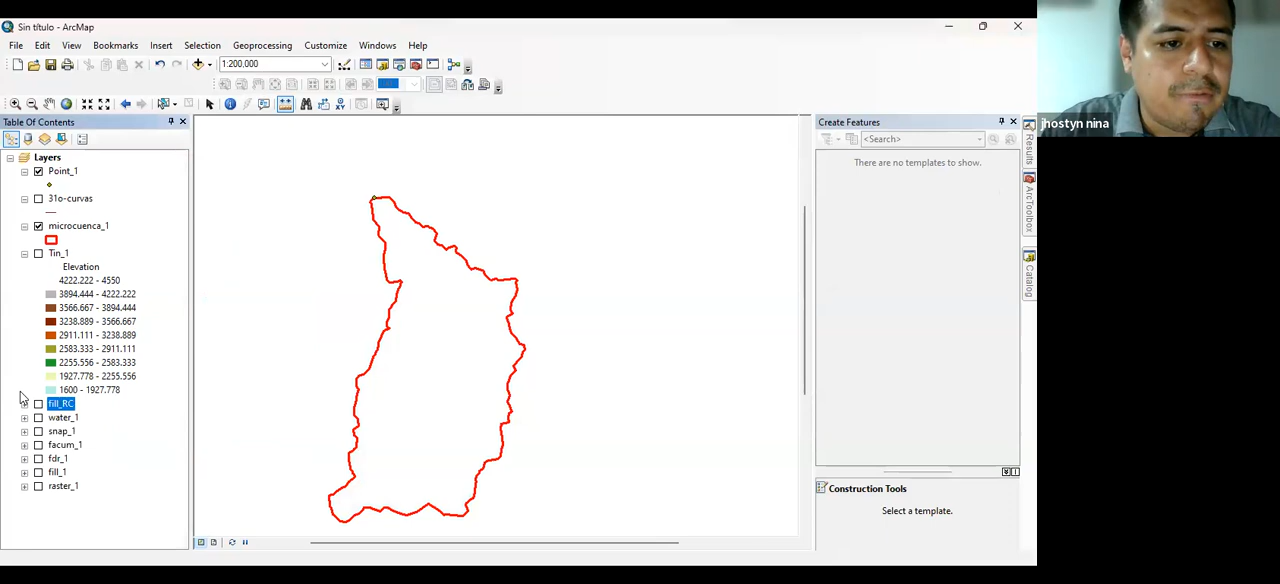 Sin título - ArcMap
File Edit View Bookmarks Insert Selection Geoprocessing Customize Windows Help
1:200,000
Table Of Contents
Layers
Point_1
31o-curvas
microcuenca_1
Tin_1
Elevation
4222.222 - 4550
3894.444 - 4222.222
3566.667 - 3894.444
3238.889 - 3566.667
2911.111 - 3238.889
2583.333 - 2911.111
2255.556 - 2583.333
1927.778 - 2255.556
1600 - 1927.778
fill_RC
water_1
snap_1
facum_1
fdr_1
fill_1
raster_1
Create Features
<Search>
There are no templates to show.
Construction Tools
Select a template.
Results
ArcToolbox
Catalog
jhostyn nina